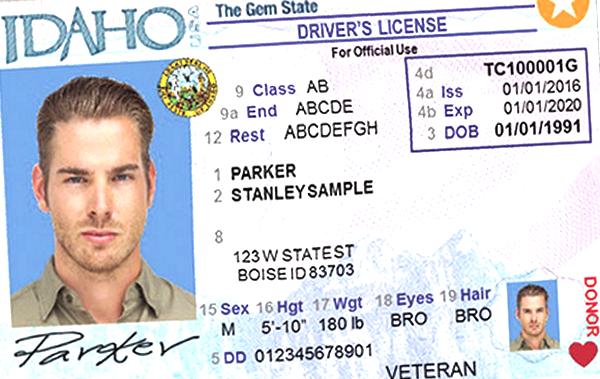 IDAHO USA
The Gem State
DRIVER'S LICENSE
For Official Use
9 Class AB
9a End ABCDE
12 Rest ABCDEFGH
4d TC100001G
4a Iss 01/01/2016
4b Exp 01/01/2020
3 DOB 01/01/1991
1 PARKER
2 STANLEYSAMPLE
8
123 W STATE ST
BOISE ID 83703
15 Sex 16 Hgt 17 Wgt 18 Eyes 19 Hair
M 5'-10" 180 lb BRO BRO
5 DD 012345678901
VETERAN
DONOR
Parker